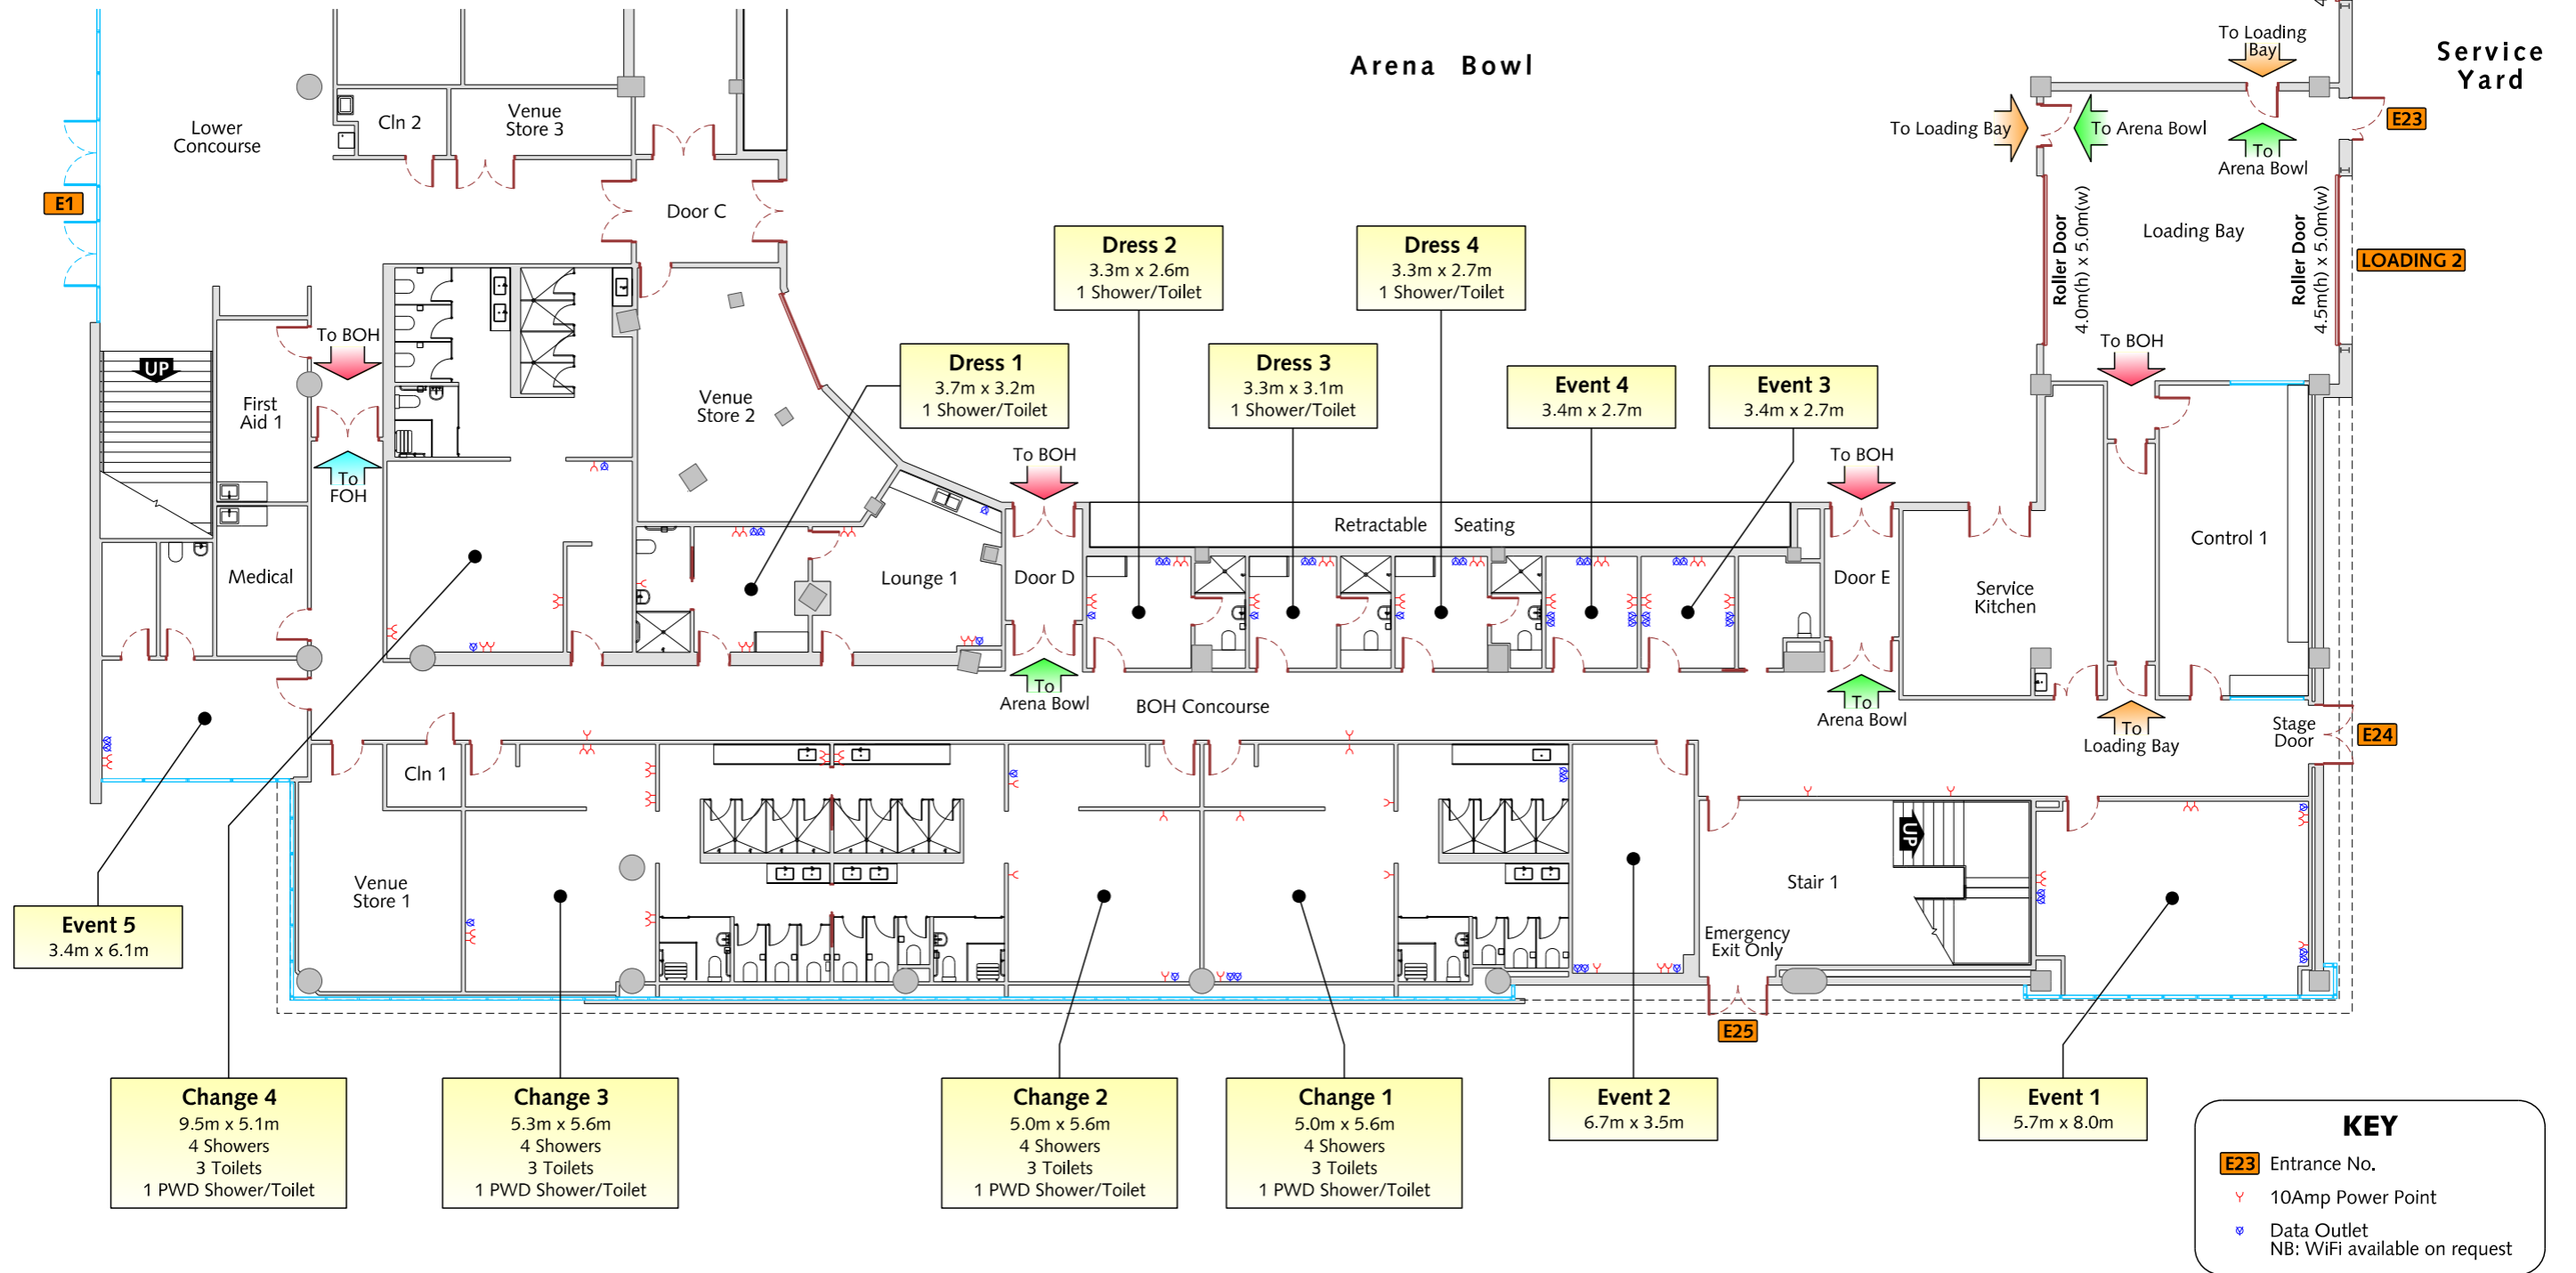 Arena Bowl
Service
Yard
To Loading
Bay
E23
To Loading Bay
To Arena Bowl
To
Arena Bowl
Lower
Concourse
Cln 2
Venue
Store 3
E1
Door C
Roller Door
4.0m(h) x 5.0m(w)
Loading Bay
Roller Door
4.5m(h) x 5.0m(w)
LOADING 2
Dress 2
3.3m x 2.6m
1 Shower/Toilet
Dress 4
3.3m x 2.7m
1 Shower/Toilet
To BOH
To BOH
UP
First
Aid 1
Dress 1
3.7m x 3.2m
1 Shower/Toilet
Dress 3
3.3m x 3.1m
1 Shower/Toilet
Event 4
3.4m x 2.7m
Event 3
3.4m x 2.7m
Venue
Store 2
To
FOH
To BOH
To BOH
Retractable Seating
Control 1
Medical
Lounge 1
Door D
Door E
Service
Kitchen
To
Arena Bowl
BOH Concourse
To
Arena Bowl
To
Loading Bay
Stage
Door
E24
Cln 1
Venue
Store 1
Stair 1
UP
Emergency
Exit Only
Event 5
3.4m x 6.1m
E25
Change 4
9.5m x 5.1m
4 Showers
3 Toilets
1 PWD Shower/Toilet
Change 3
5.3m x 5.6m
4 Showers
3 Toilets
1 PWD Shower/Toilet
Change 2
5.0m x 5.6m
4 Showers
3 Toilets
1 PWD Shower/Toilet
Change 1
5.0m x 5.6m
4 Showers
3 Toilets
1 PWD Shower/Toilet
Event 2
6.7m x 3.5m
Event 1
5.7m x 8.0m
KEY
E23 Entrance No.
10Amp Power Point
Data Outlet
NB: WiFi available on request